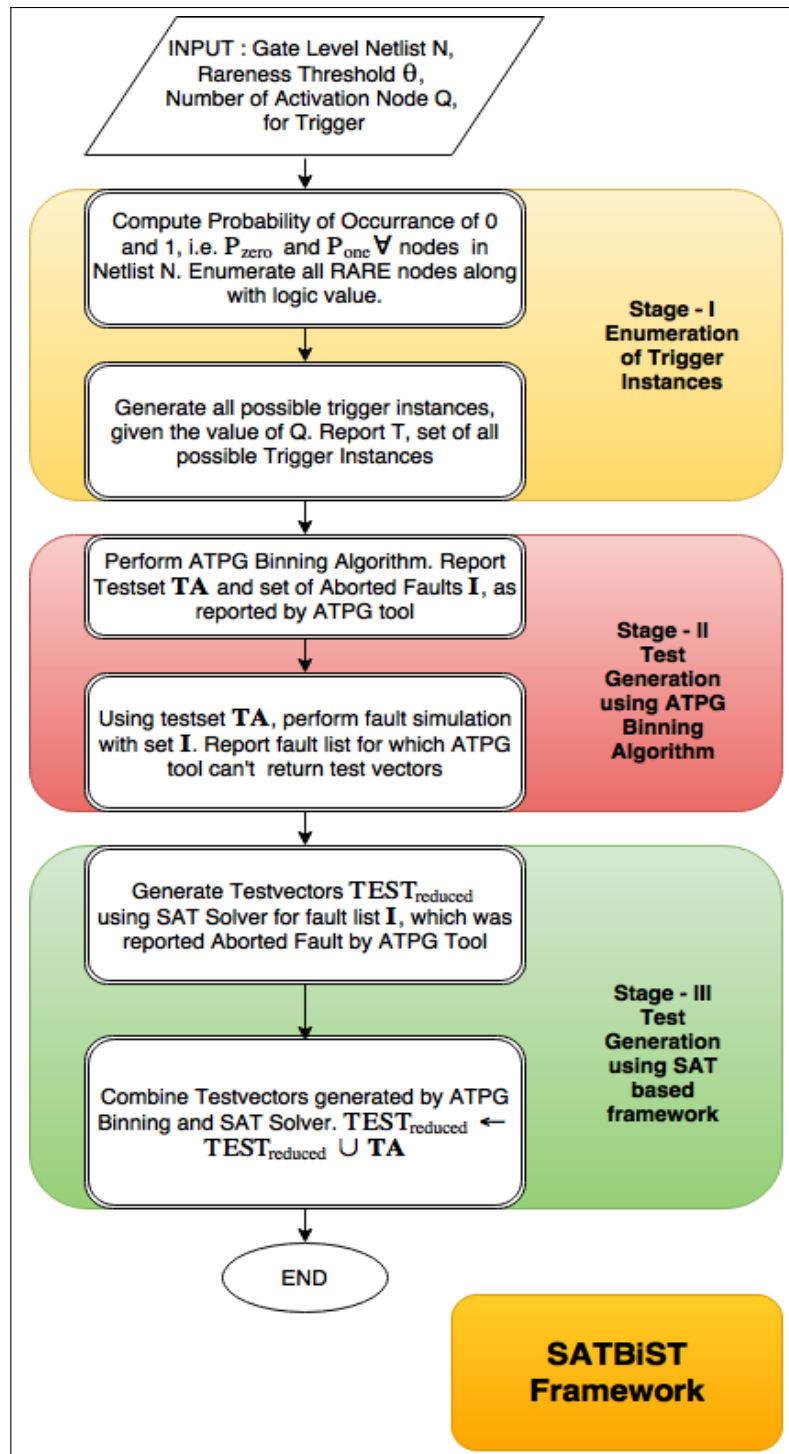 INPUT : Gate Level Netlist N,
Rareness Threshold θ,
Number of Activation Node Q,
for Trigger
Compute Probability of Occurrance of 0
and 1, i.e. P_zero and P_one ∀ nodes in
Netlist N. Enumerate all RARE nodes along
with logic value.
Stage - I
Enumeration
of Trigger
Instances
Generate all possible trigger instances,
given the value of Q. Report T, set of all
possible Trigger Instances
Perform ATPG Binning Algorithm. Report
Testset TA and set of Aborted Faults I, as
reported by ATPG tool
Stage - II
Test
Generation
using ATPG
Binning
Algorithm
Using testset TA, perform fault simulation
with set I. Report fault list for which ATPG
tool can't return test vectors
Generate Testvectors TEST_reduced
using SAT Solver for fault list I, which was
reported Aborted Fault by ATPG Tool
Stage - III
Test
Generation
using SAT
based
framework
Combine Testvectors generated by ATPG
Binning and SAT Solver. TEST_reduced ←
TEST_reduced ∪ TA
END
SATBiST
Framework